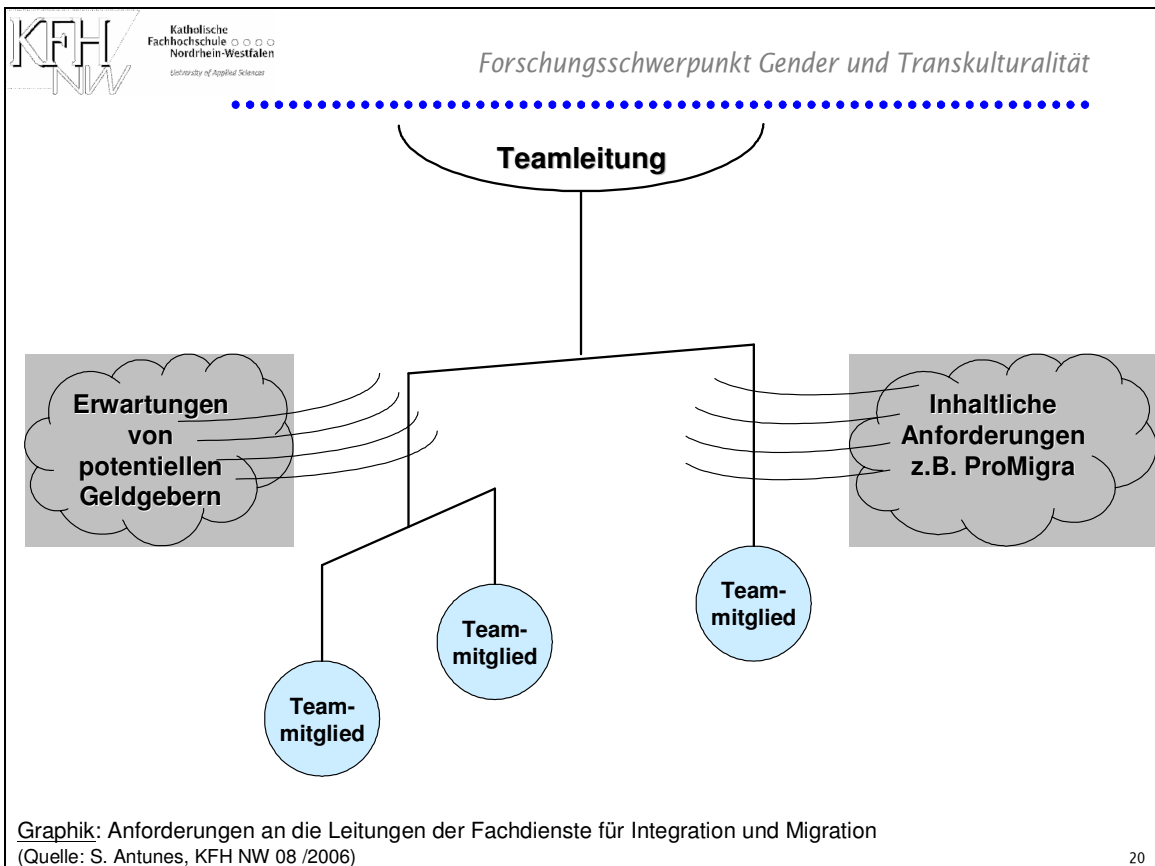 KFH
NW
Katholische
Fachhochschule
Nordrhein-Westfalen
University of Applied Sciences
Forschungsschwerpunkt Gender und Transkulturalität
Teamleitung
Erwartungen
von
potentiellen
Geldgebern
Inhaltliche
Anforderungen
z.B. ProMigra
Team-
mitglied
Team-
mitglied
Team-
mitglied
Graphik: Anforderungen an die Leitungen der Fachdienste für Integration und Migration
(Quelle: S. Antunes, KFH NW 08 /2006)
20